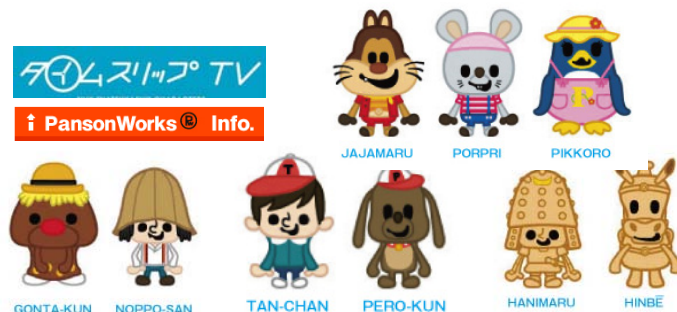 タイムスリップTV
i PansonWorks® Info.
JAJAMARU PORPRI PIKKORO
T P
P
GONTA-KUN NOPPO-SAN TAN-CHAN PERO-KUN HANIMARU HINBĒ